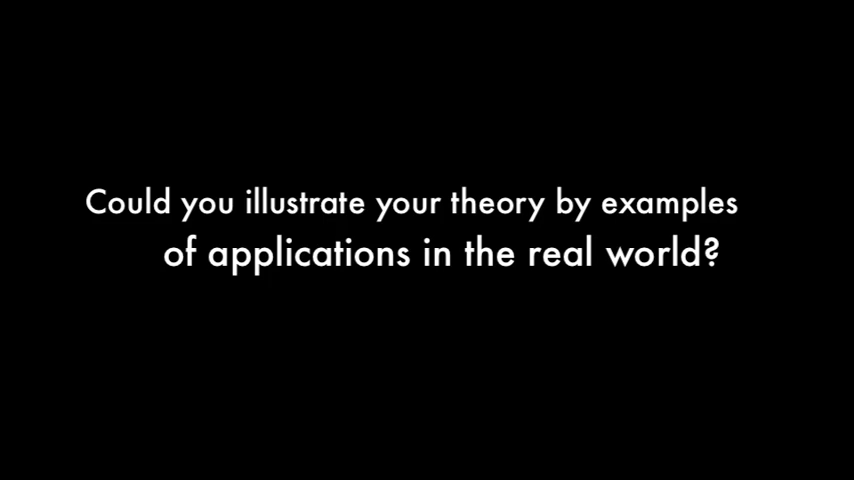 Could you illustrate your theory by examples
of applications in the real world?